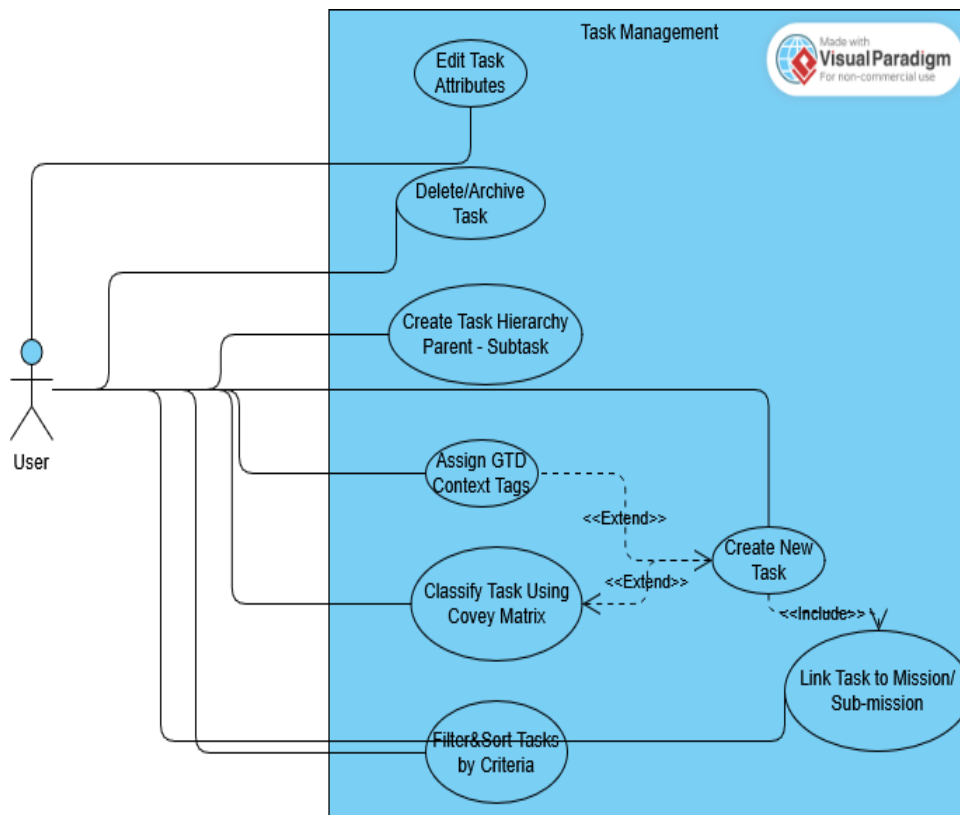 Task Management
Made with
Visual Paradigm
For non-commercial use
Edit Task
Attributes
Delete/Archive
Task
Create Task Hierarchy
Parent - Subtask
User
Assign GTD
Context Tags
<<Extend>>
Create New
Task
<<Extend>>
Classify Task Using
Covey Matrix
<<Include>>
Link Task to Mission/
Sub-mission
Filter&Sort Tasks
by Criteria